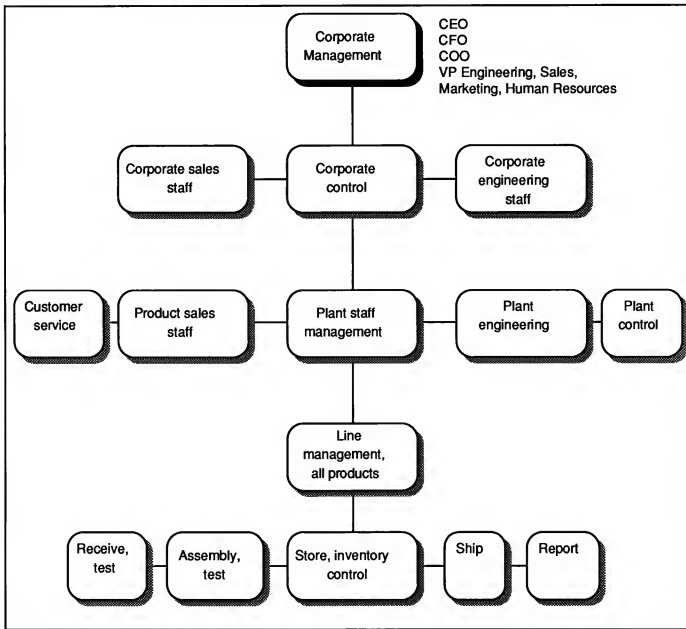 Corporate
Management
CEO
CFO
COO
VP Engineering, Sales,
Marketing, Human Resources
Corporate sales
staff
Corporate
control
Corporate
engineering
staff
Customer
service
Product sales
staff
Plant staff
management
Plant
engineering
Plant
control
Line
management,
all products
Receive,
test
Assembly,
test
Store, inventory
control
Ship
Report